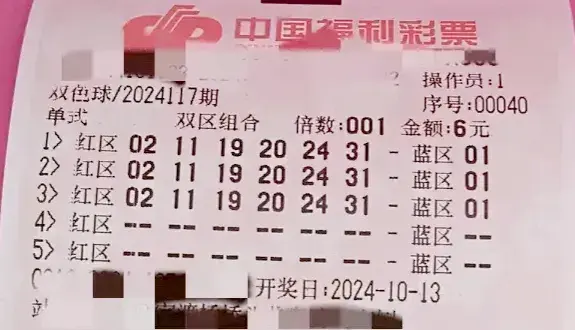 中国福利彩票
操作员:1
双色球/2024117期
序号:00040
单式 双区组合 倍数:001 金额:6元
1> 红区 02 11 19 20 24 31 - 蓝区 01
2> 红区 02 11 19 20 24 31 - 蓝区 01
3> 红区 02 11 19 20 24 31 - 蓝区 01
4> 红区 -- -- -- -- -- -- - 蓝区 --
5> 红区 -- -- -- -- -- -- - 蓝区 --
开奖日:2024-10-13